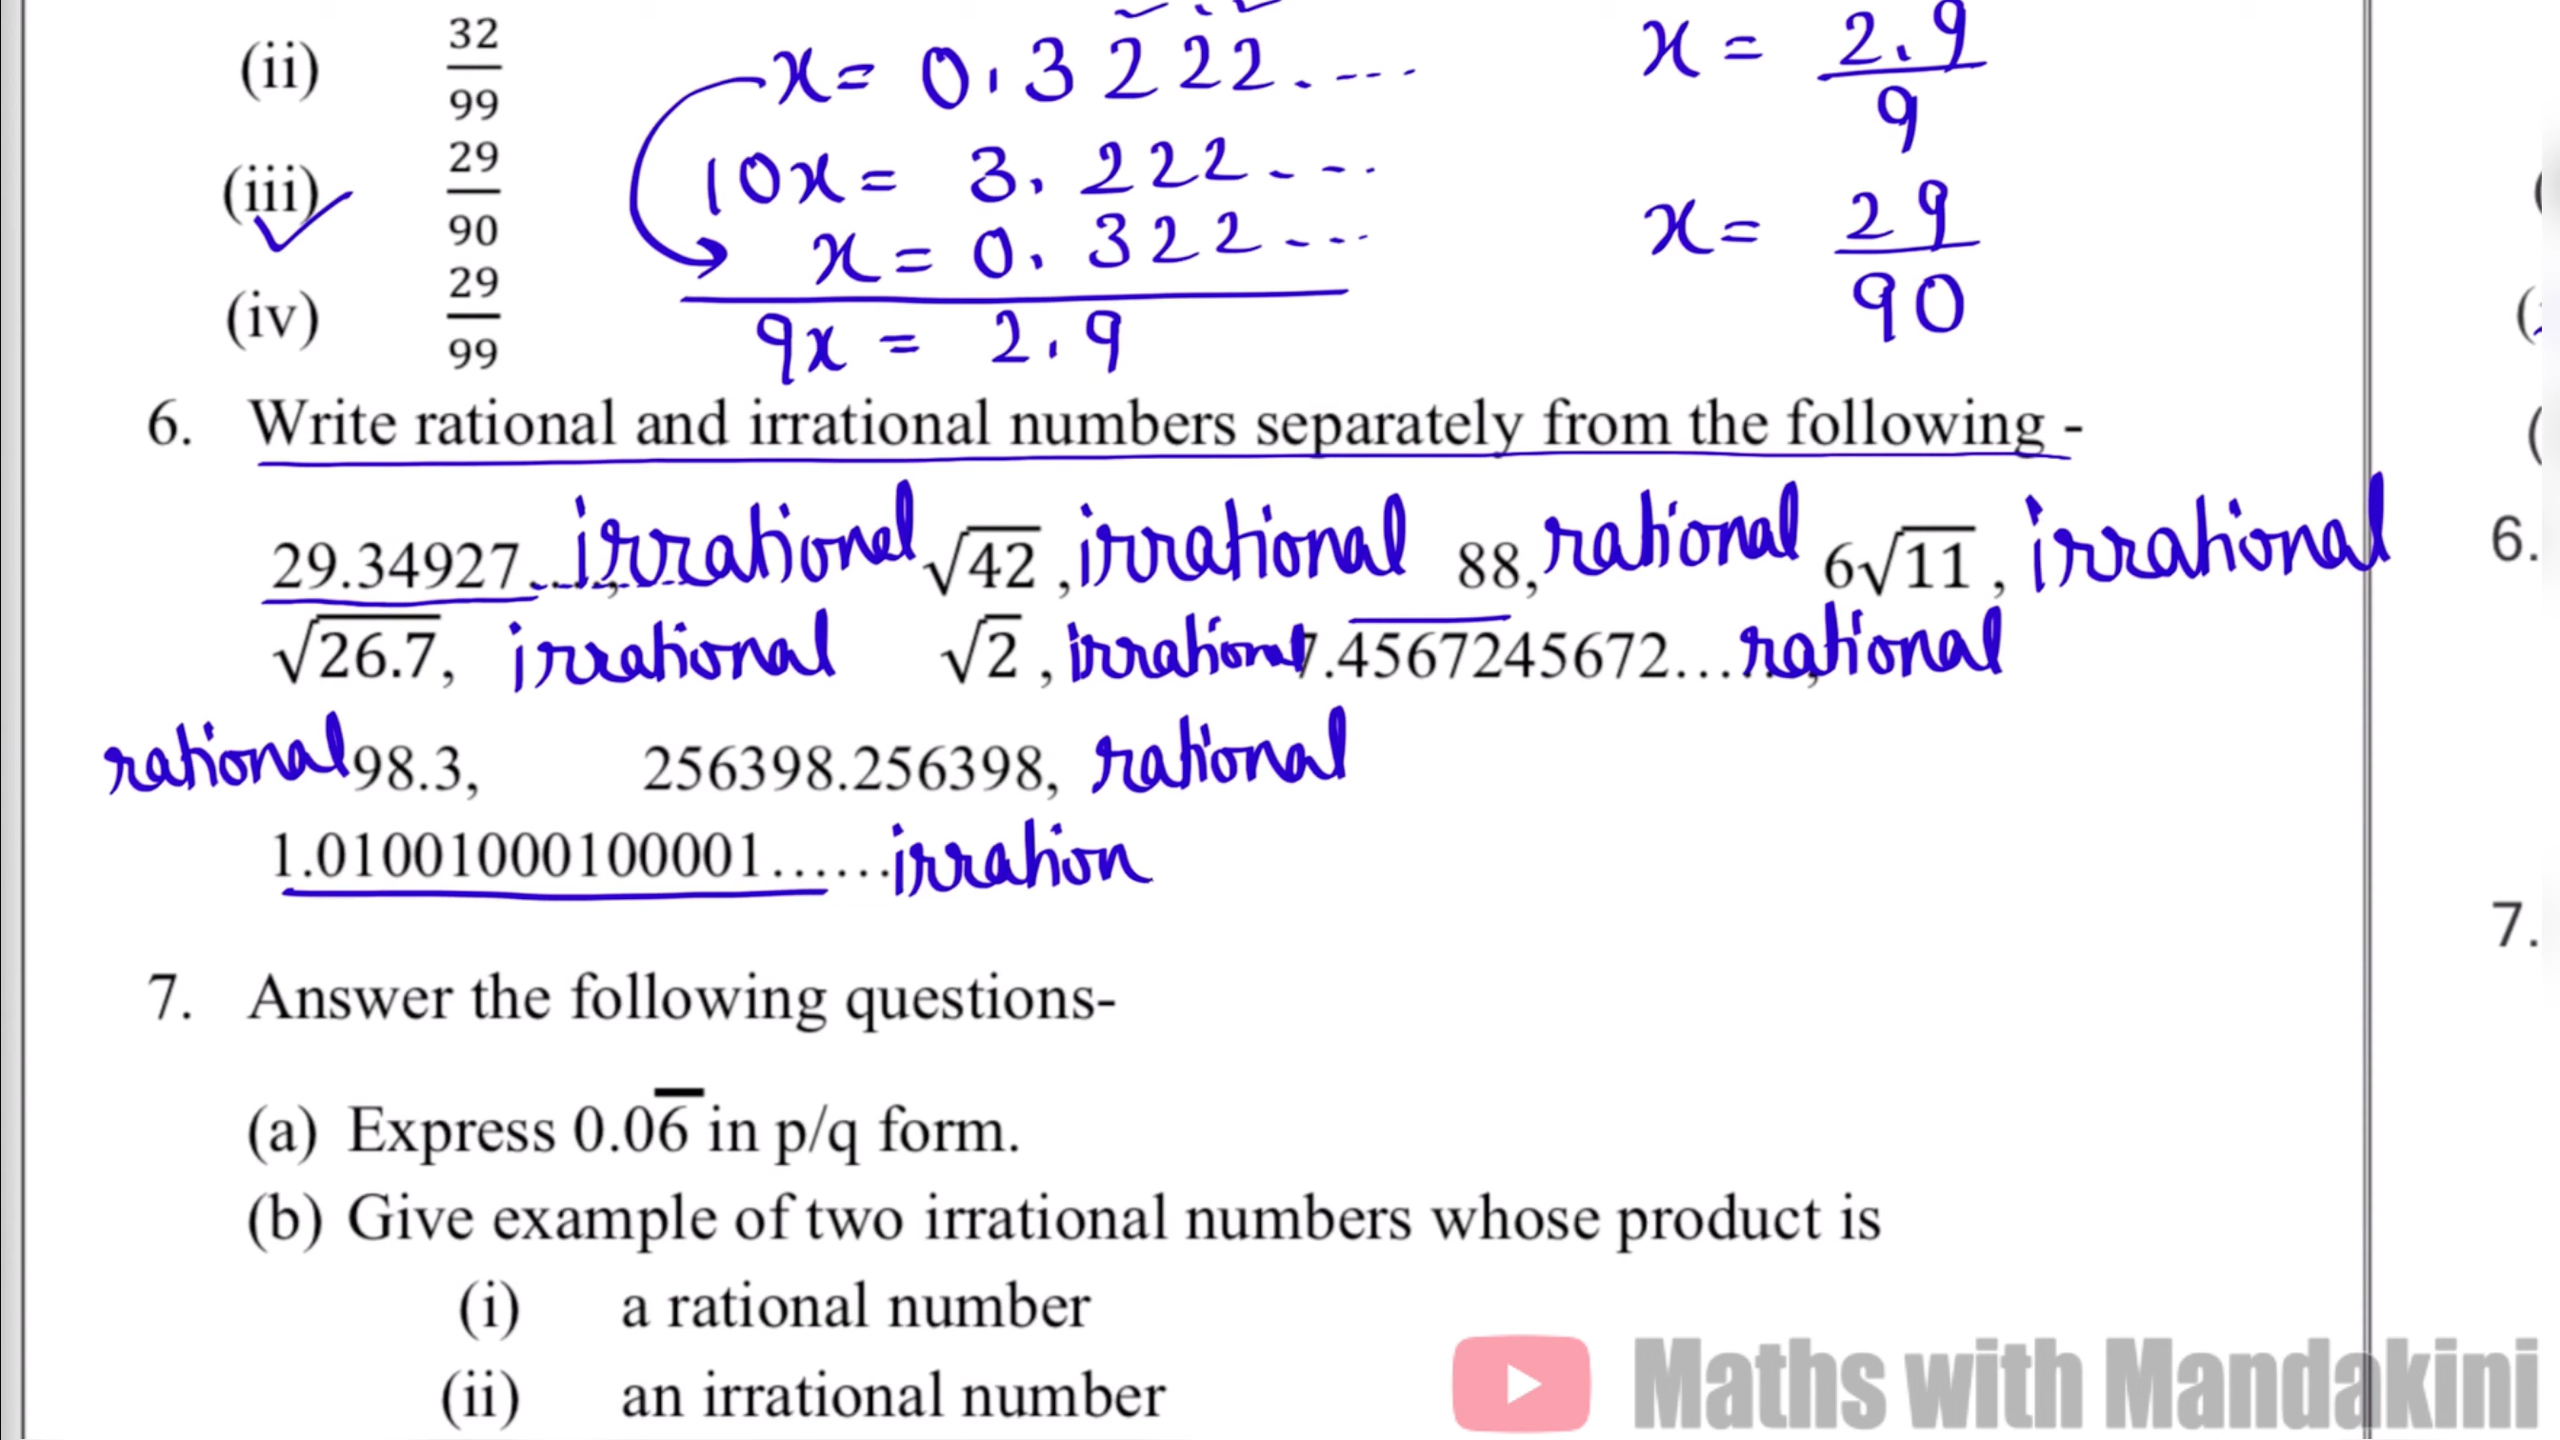 (ii) 32/99 x = 0.3222.... x = 2.9/9
(iii) 29/90 10x = 3.222---
x = 0.322--- x = 29/90
(iv) 29/99 9x = 2.9
6. Write rational and irrational numbers separately from the following -
29.34927....., irrational √42 , irrational 88, rational 6√11 , irrational 6.
√26.7, irrational √2 , irrational 7.4567245672......, rational
rational 98.3, 256398.256398, rational
1.01001000100001...... irration
7.
7. Answer the following questions-
(a) Express 0.06̅ in p/q form.
(b) Give example of two irrational numbers whose product is
(i) a rational number
(ii) an irrational number
Maths with Mandakini